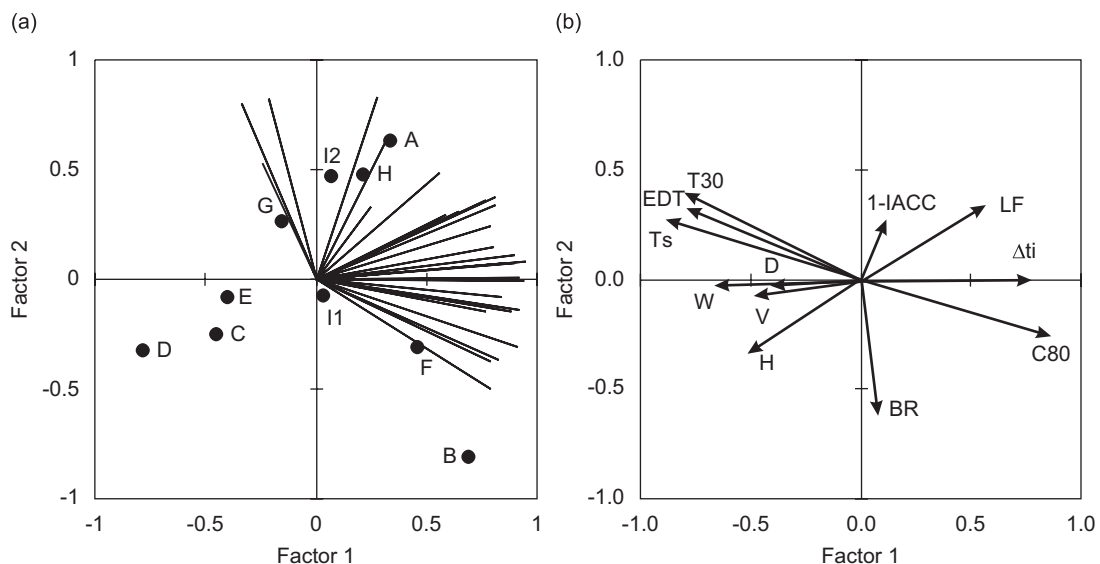 (a)
1
0.5
0
-0.5
-1
-1
-0.5
0
0.5
1
Factor 2
Factor 1
A
I2
H
G
E
I1
C
D
F
B
(b)
1.0
0.5
0.0
-0.5
-1.0
-1.0
-0.5
0.0
0.5
1.0
Factor 2
Factor 1
T30
EDT
Ts
1-IACC
LF
Δti
D
W
V
H
C80
BR